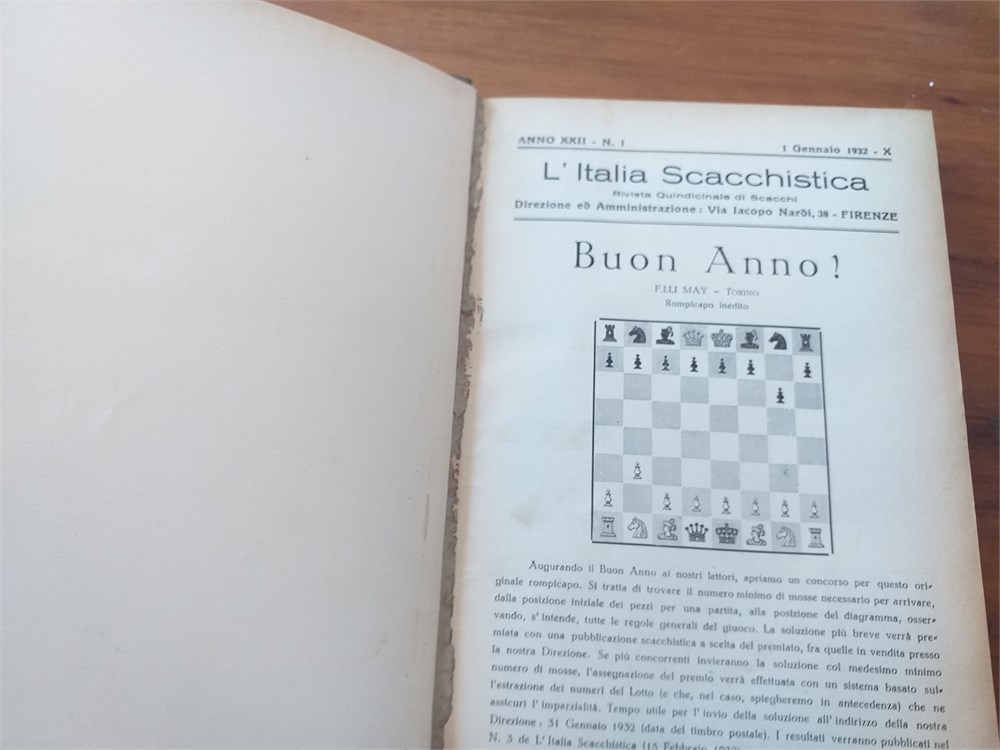 ANNO XXII - N. 1
1 Gennaio 1932 - X
L' Italia Scacchistica
Rivista Quindicinale di Scacchi
Direzione ed Amministrazione : Via Iacopo Nardi, 38 - FIRENZE
Buon Anno !
F.LLI MAY - TORINO
Rompicapo inedito
Augurando il Buon Anno ai nostri lettori, apriamo un concorso per questo ori-
ginale rompicapo. Si tratta di trovare il numero minimo di mosse necessario per arrivare,
dalla posizione iniziale dei pezzi per una partita, alla posizione del diagramma, osser-
vando, s' intende, tutte le regole generali del giuoco. La soluzione più breve verrà pre-
miata con una pubblicazione scacchistica a scelta del premiato, fra quelle in vendita presso
la nostra Direzione. Se più concorrenti invieranno la soluzione col medesimo minimo
numero di mosse, l'assegnazione del premio verrà effettuata con un sistema basato sul-
l'estrazione dei numeri del Lotto (e che, nel caso, spiegheremo in antecedenza) che ne
assicuri l' imparzialità. Tempo utile per l' invio della soluzione all' indirizzo della nostra
Direzione : 31 Gennaio 1932 (data del timbro postale). I risultati verranno pubblicati nel
N. 3 de L' Italia Scacchistica (15 Febbraio